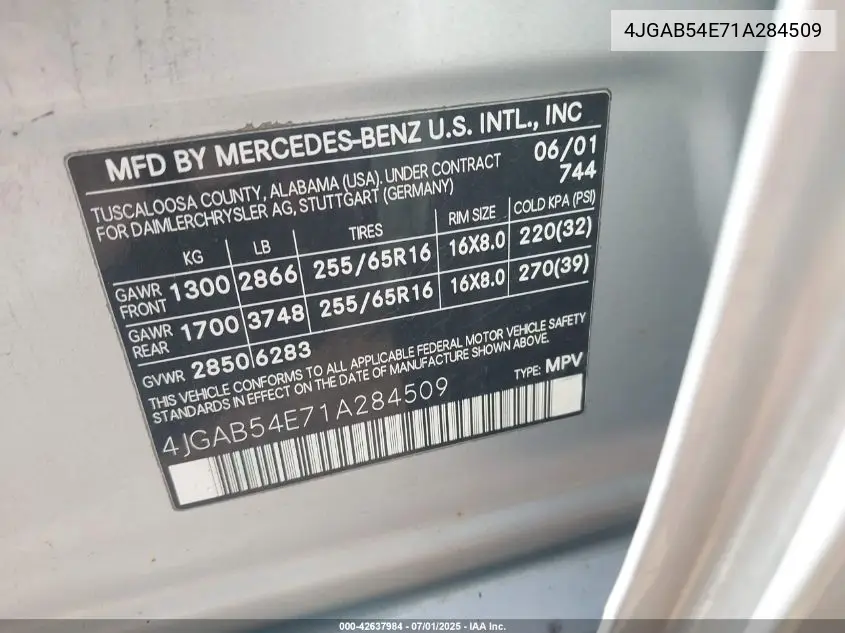 4JGAB54E71A284509
MFD BY MERCEDES-BENZ U.S. INTL., INC
TUSCALOOSA COUNTY, ALABAMA (USA). UNDER CONTRACT 06/01
FOR DAIMLERCHRYSLER AG, STUTTGART (GERMANY) 744
KG LB TIRES RIM SIZE COLD KPA (PSI)
GAWR FRONT 1300 2866 255/65R16 16X8.0 220(32)
GAWR REAR 1700 3748 255/65R16 16X8.0 270(39)
GVWR 2850 6283
THIS VEHICLE CONFORMS TO ALL APPLICABLE FEDERAL MOTOR VEHICLE SAFETY
STANDARDS IN EFFECT ON THE DATE OF MANUFACTURE SHOWN ABOVE.
4JGAB54E71A284509 TYPE: MPV
000-42637984 - 07/01/2025 - IAA Inc.